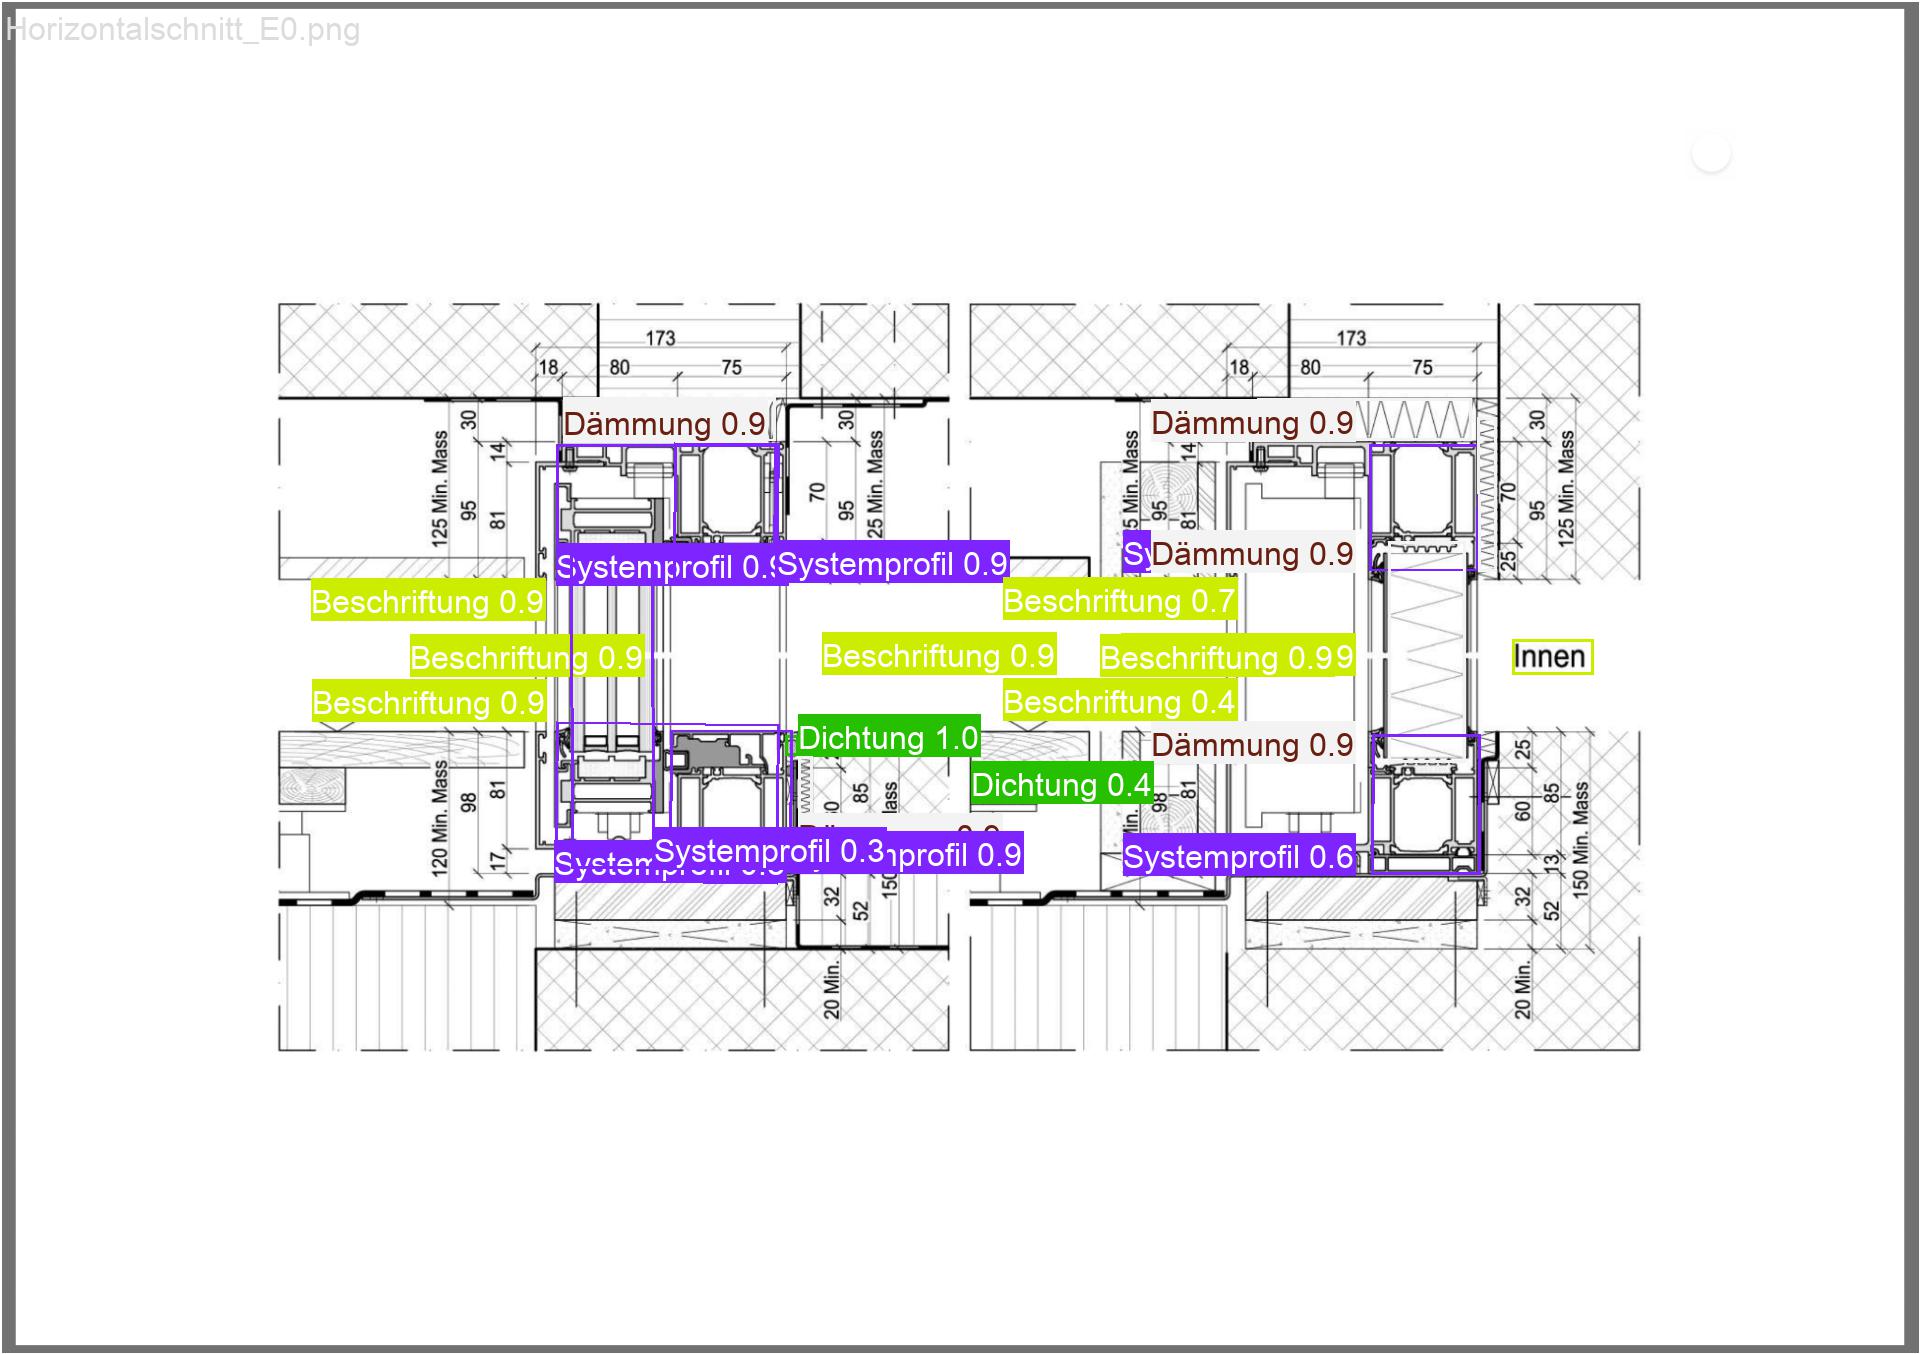 Horizontalschnitt_E0.png
173
18
80
75
173
18
80
75
30
14
125 Min. Mass
95
81
Dämmung 0.9
30
70
95
25 Min. Mass
Dämmung 0.9
30
70
95
125 Min. Mass
25
14
5 Min. Mass
95
81
Systemprofil 0.9
Systemprofil 0.9
Dämmung 0.9
Beschriftung 0.9
Beschriftung 0.7
Beschriftung 0.9
Beschriftung 0.9
Beschriftung 0.99
Innen
Beschriftung 0.9
Beschriftung 0.4
Dichtung 1.0
Dämmung 0.9
Dichtung 0.4
120 Min. Mass
98
81
17
85
98
81
25
60
85
13
150 Min. Mass
Systemprofil 0.3
profil 0.9
Systemprofil 0.6
32
52
150
20 Min.
32
52
20 Min.